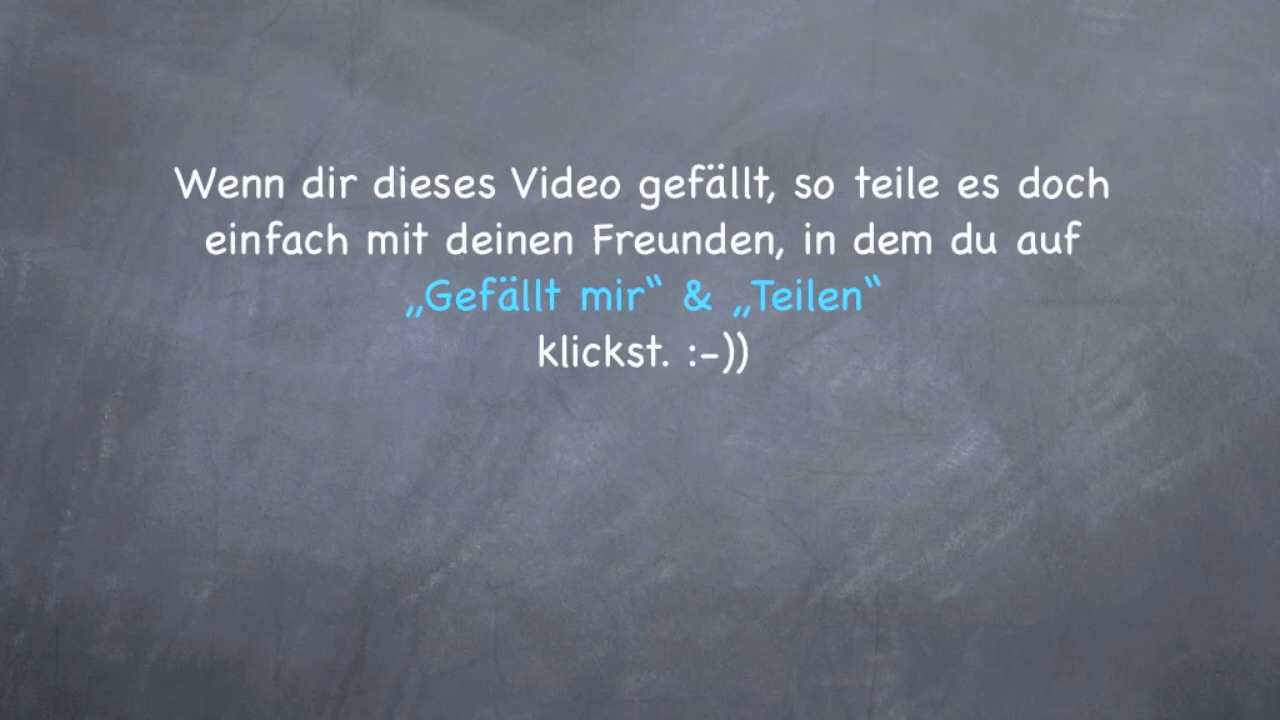 Wenn dir dieses Video gefällt, so teile es doch
einfach mit deinen Freunden, in dem du auf
„Gefällt mir“ & „Teilen“
klickst. :-))